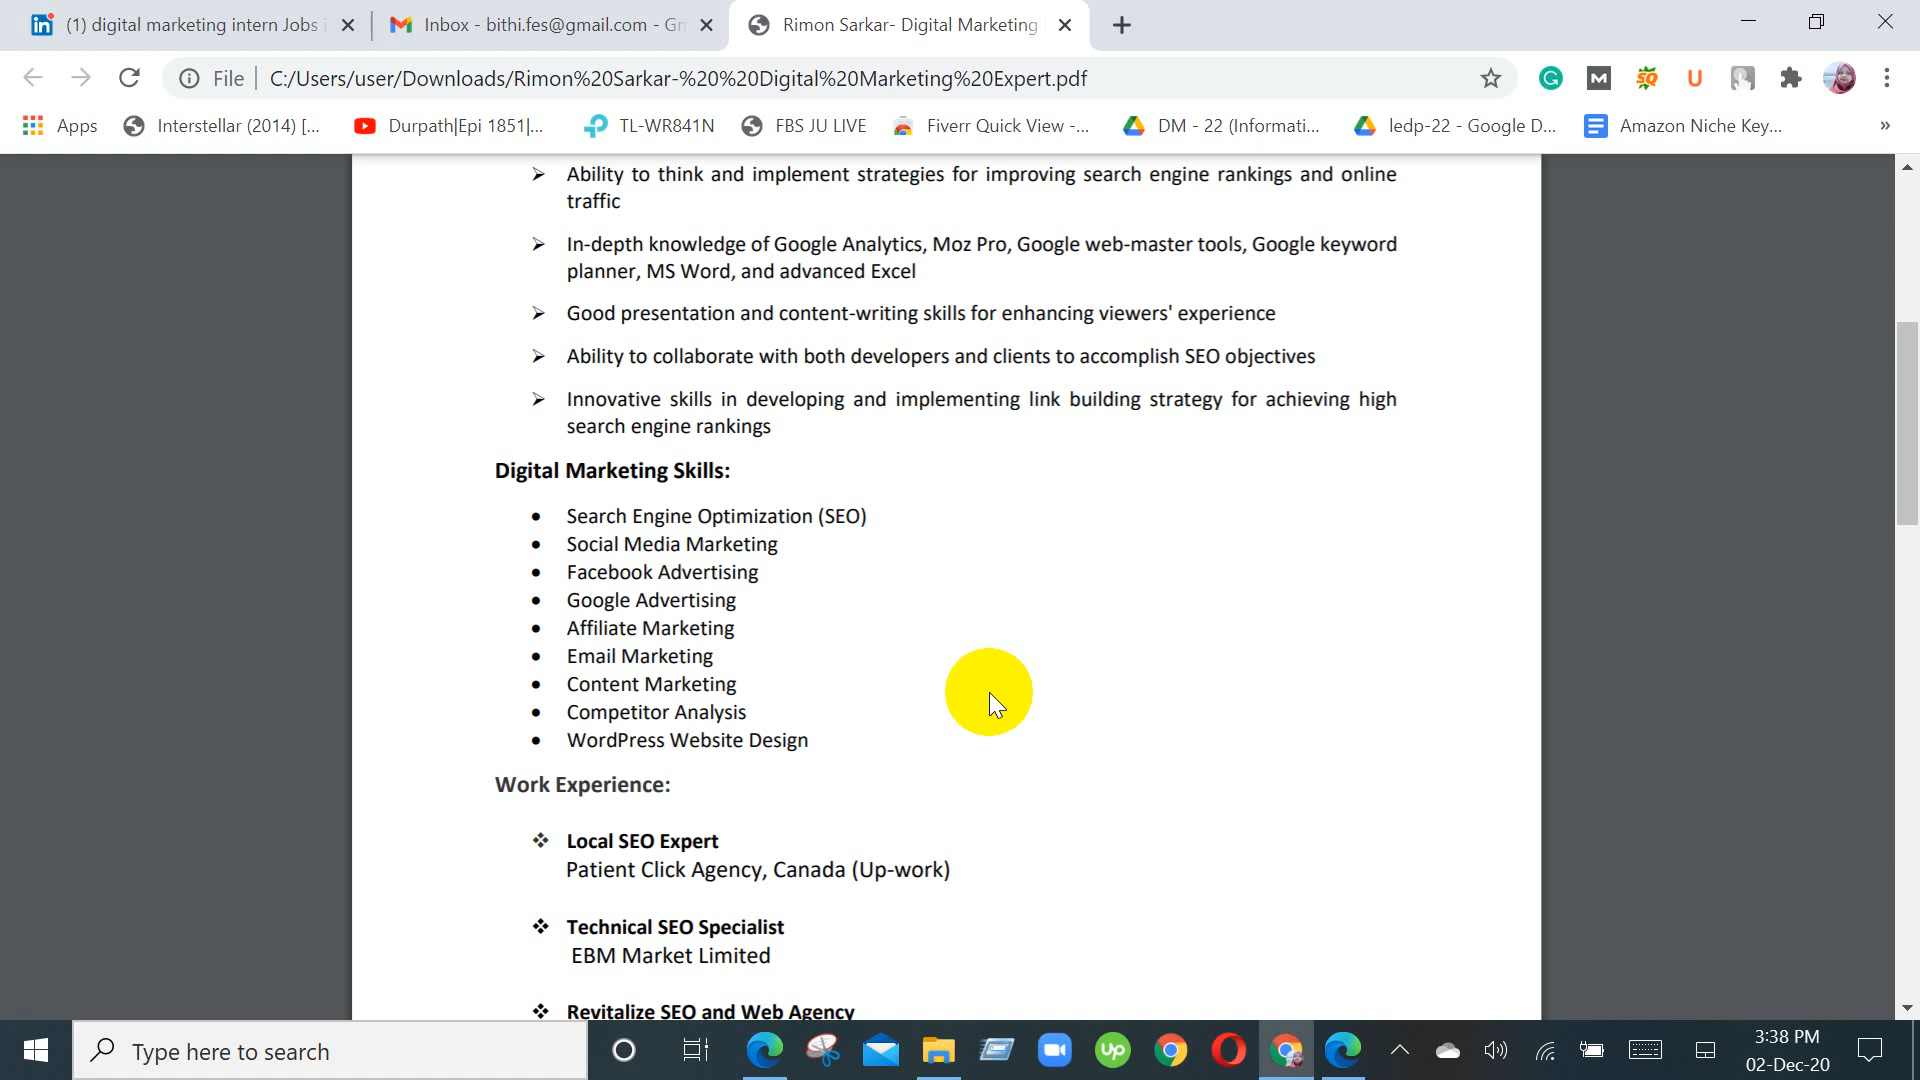 (1) digital marketing intern Jobs i
Inbox - bithi.fes@gmail.com - Gm
Rimon Sarkar- Digital Marketing
File
C:/Users/user/Downloads/Rimon%20Sarkar-%20%20Digital%20Marketing%20Expert.pdf
Apps
Interstellar (2014) [...
Durpath|Epi 1851|...
TL-WR841N
FBS JU LIVE
Fiverr Quick View -...
DM - 22 (Informati...
ledp-22 - Google D...
Amazon Niche Key...
»
➢ Ability to think and implement strategies for improving search engine rankings and online
traffic
➢ In-depth knowledge of Google Analytics, Moz Pro, Google web-master tools, Google keyword
planner, MS Word, and advanced Excel
➢ Good presentation and content-writing skills for enhancing viewers' experience
➢ Ability to collaborate with both developers and clients to accomplish SEO objectives
➢ Innovative skills in developing and implementing link building strategy for achieving high
search engine rankings
Digital Marketing Skills:
• Search Engine Optimization (SEO)
• Social Media Marketing
• Facebook Advertising
• Google Advertising
• Affiliate Marketing
• Email Marketing
• Content Marketing
• Competitor Analysis
• WordPress Website Design
Work Experience:
❖ Local SEO Expert
Patient Click Agency, Canada (Up-work)
❖ Technical SEO Specialist
EBM Market Limited
❖ Revitalize SEO and Web Agency
Type here to search
3:38 PM
02-Dec-20